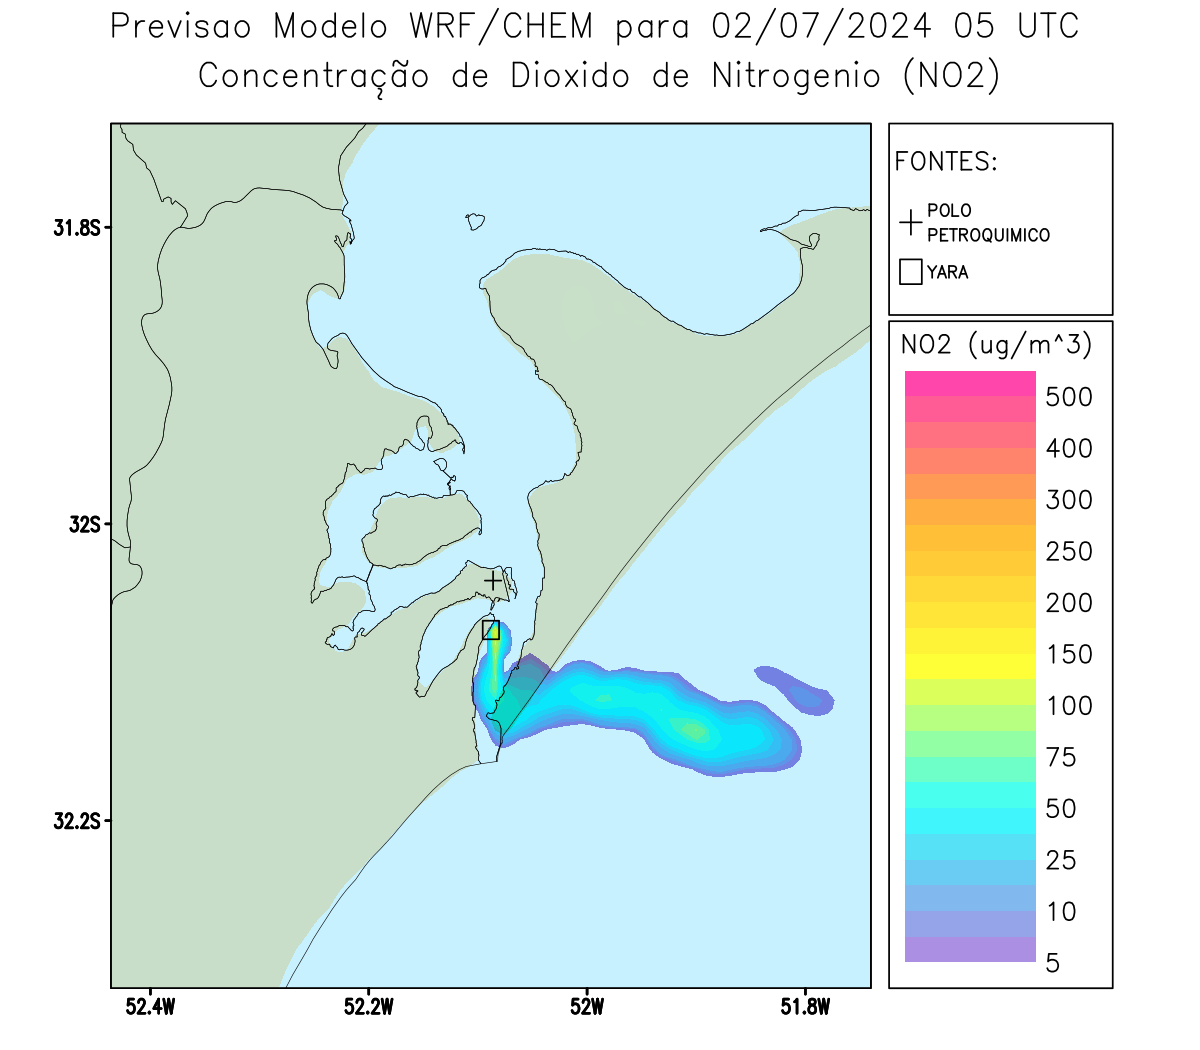 Previsao Modelo WRF/CHEM para 02/07/2024 05 UTC
Concentração de Dioxido de Nitrogenio (NO2)
FONTES:
POLO
PETROQUIMICO
YARA
NO2 (ug/m^3)
500
400
300
250
200
150
100
75
50
25
10
5
31.8S
32S
32.2S
52.4W
52.2W
52W
51.8W